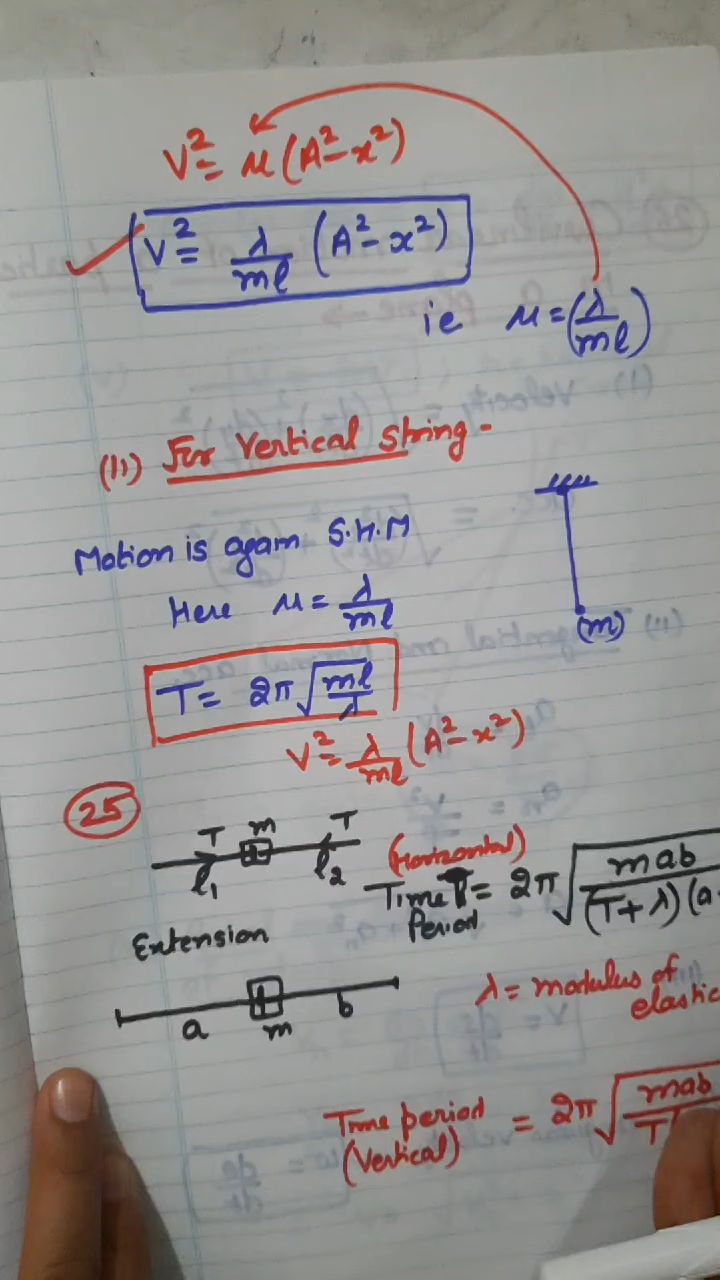 V² = μ(A²-x²)
V² = λ/ml (A²-x²)
ie μ=(λ/ml)
(11) For Vertical string -
Motion is again S.H.M
Here μ = λ/ml
(m)
T = 2π√(ml/λ)
V² = λ/ml (A²-x²)
25
T m T
l₁ l₂
(Horizontal)
Time T = 2π√(mab/(T+λ)(a
Period
Extension
a m b
λ = modulus of
elastic
Time period = 2π√(mab/T
(Vertical)